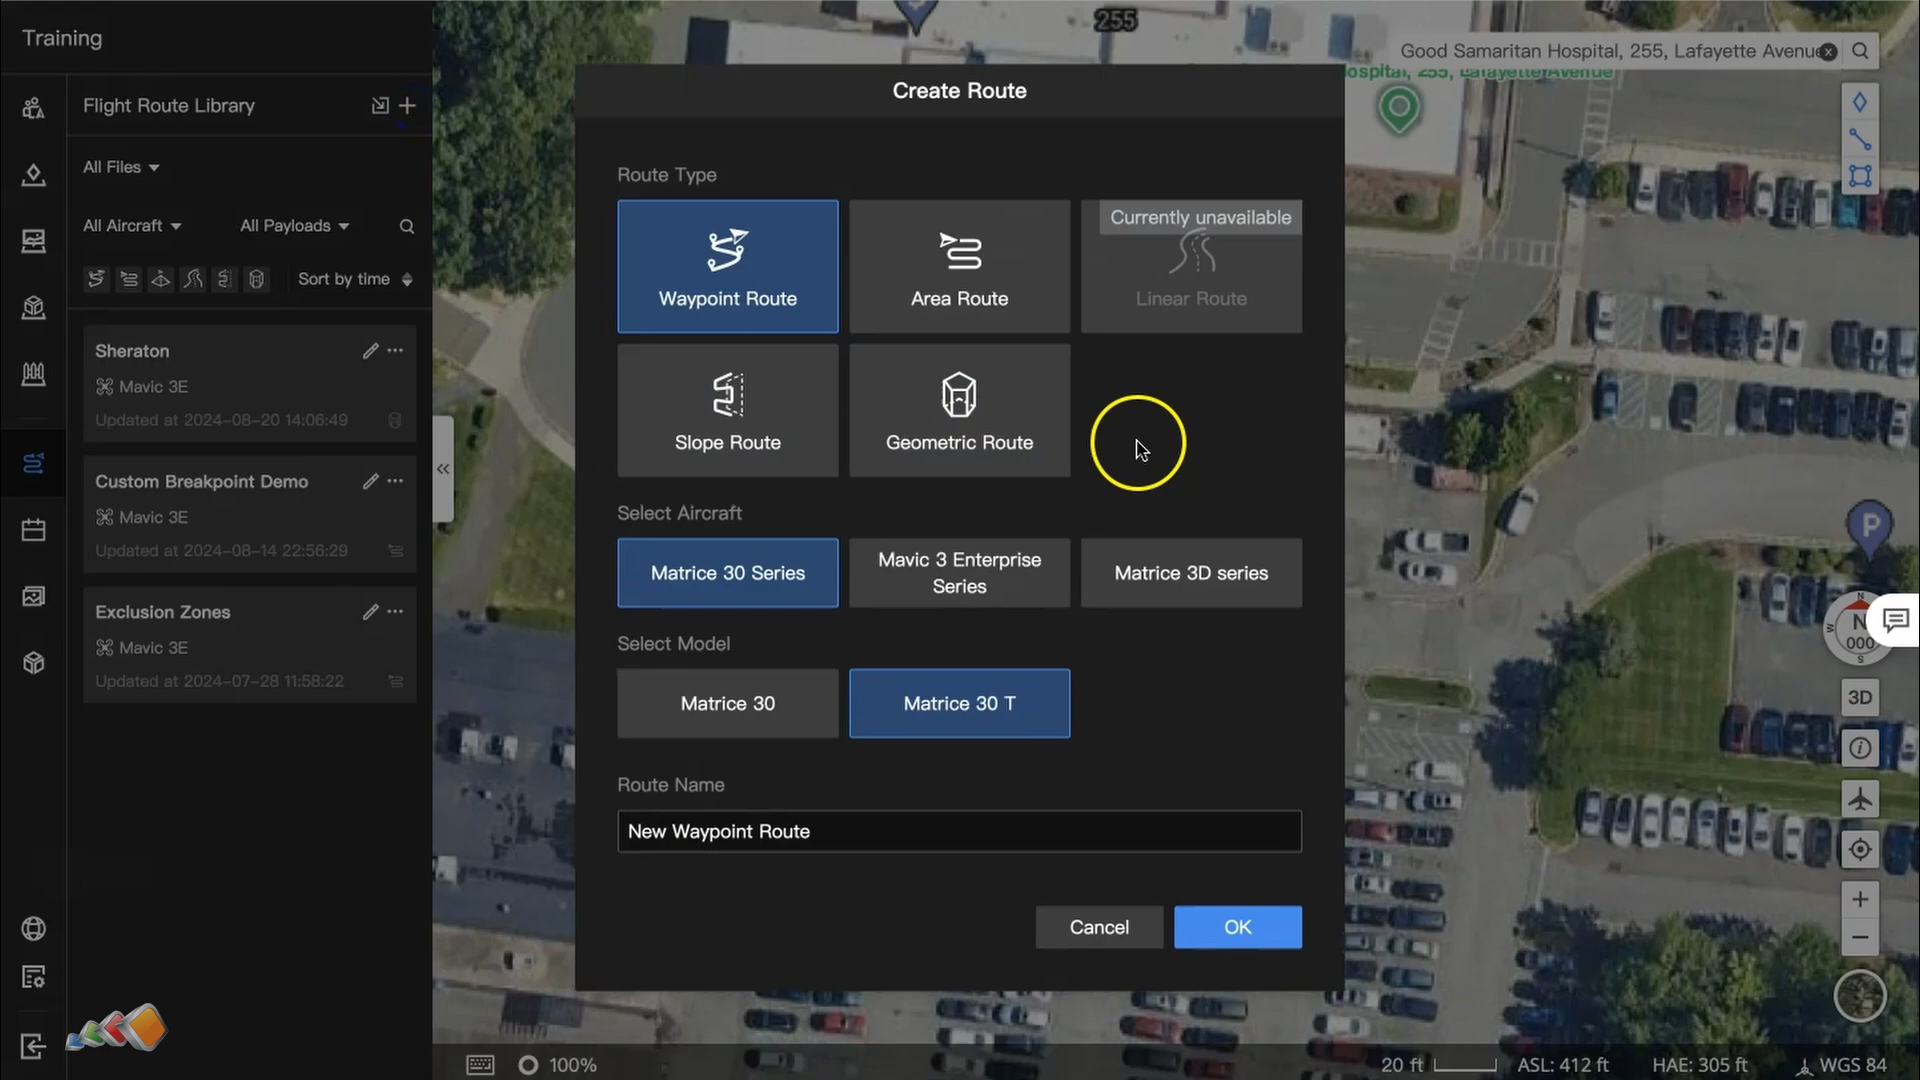 Training
Flight Route Library
All Files
All Aircraft
All Payloads
Sort by time
Sheraton
Mavic 3E
Updated at 2024-08-20 14:06:49
Custom Breakpoint Demo
Mavic 3E
Updated at 2024-08-14 22:56:29
Exclusion Zones
Mavic 3E
Updated at 2024-07-28 11:58:22
Create Route
Route Type
Waypoint Route
Area Route
Currently unavailable
Linear Route
Slope Route
Geometric Route
Select Aircraft
Matrice 30 Series
Mavic 3 Enterprise
Series
Matrice 3D series
Select Model
Matrice 30
Matrice 30 T
Route Name
New Waypoint Route
Cancel
OK
255
Good Samaritan Hospital, 255, Lafayette Avenue
ospital, 255, Lafayette Avenue
P
N
W
N
000
S
3D
100%
20 ft
ASL: 412 ft
HAE: 305 ft
WGS 84